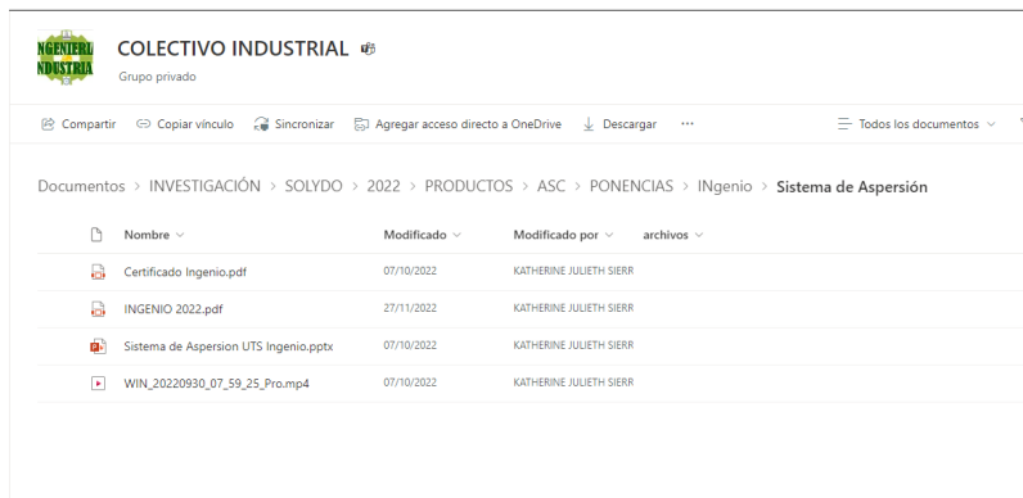 NGENIERI
NDUSTRIA
COLECTIVO INDUSTRIAL
Grupo privado
Compartir Copiar vínculo Sincronizar Agregar acceso directo a OneDrive Descargar ··· Todos los documentos
Documentos > INVESTIGACIÓN > SOLYDO > 2022 > PRODUCTOS > ASC > PONENCIAS > INgenio > Sistema de Aspersión
Nombre Modificado Modificado por archivos
Certificado Ingenio.pdf 07/10/2022 KATHERINE JULIETH SIERR
INGENIO 2022.pdf 27/11/2022 KATHERINE JULIETH SIERR
Sistema de Aspersion UTS Ingenio.pptx 07/10/2022 KATHERINE JULIETH SIERR
WIN_20220930_07_59_25_Pro.mp4 07/10/2022 KATHERINE JULIETH SIERR